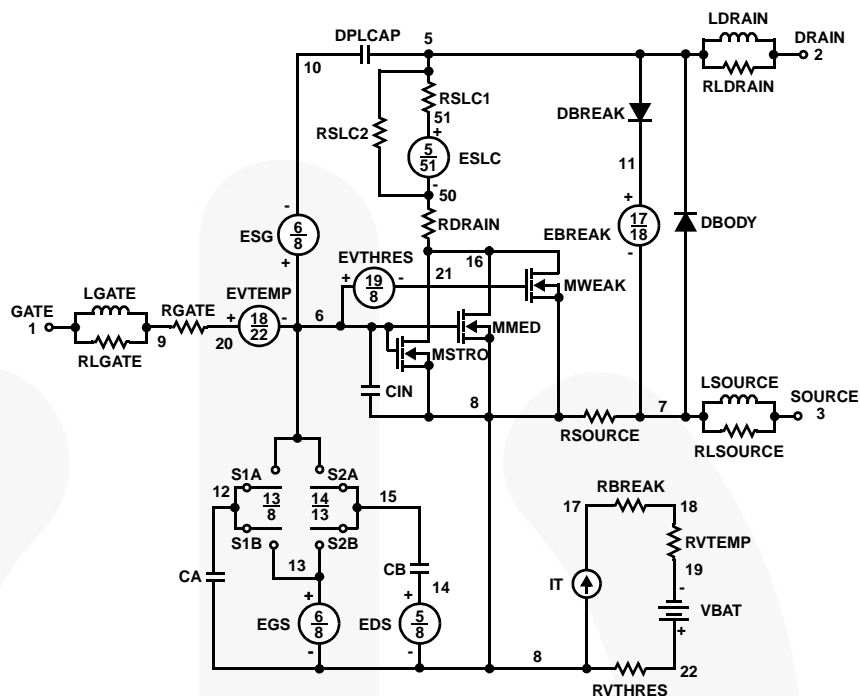 LDRAIN
DPLCAP 5 DRAIN
10 2
RLDRAIN
RSLC1
51
DBREAK
RSLC2
+
5
51
ESLC
11
-
50
- +
RDRAIN
6
8
ESG
17
18
EBREAK
DBODY
EVTHRES
+
+ 19
8
- 21 16
MWEAK
-
LGATE EVTEMP
GATE
1
RGATE
+ 18
22
- 6
MMED
9 20
RLGATE
MSTRO
LSOURCE
CIN
8 7
SOURCE
3
RSOURCE
RLSOURCE
S1A S2A
12
13
8
14
13
15
RBREAK
17 18
S1B S2B
RVTEMP
13
CB
19
CA
14
IT
-
+ +
VBAT
EGS
6
8
EDS
5
8
+
- -
8 22
RVTHRES